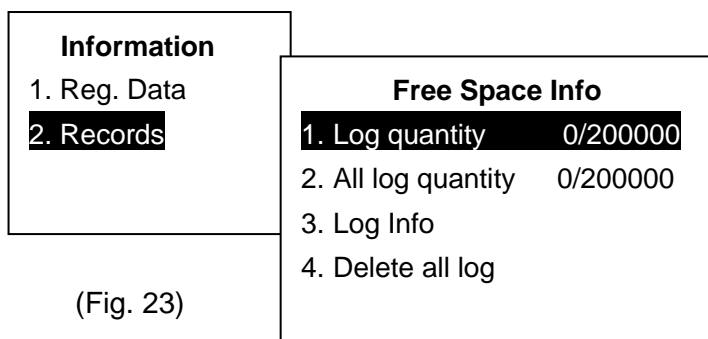 Information
1. Reg. Data
2. Records
Free Space Info
1. Log quantity 0/200000
2. All log quantity 0/200000
3. Log Info
4. Delete all log
(Fig. 23)